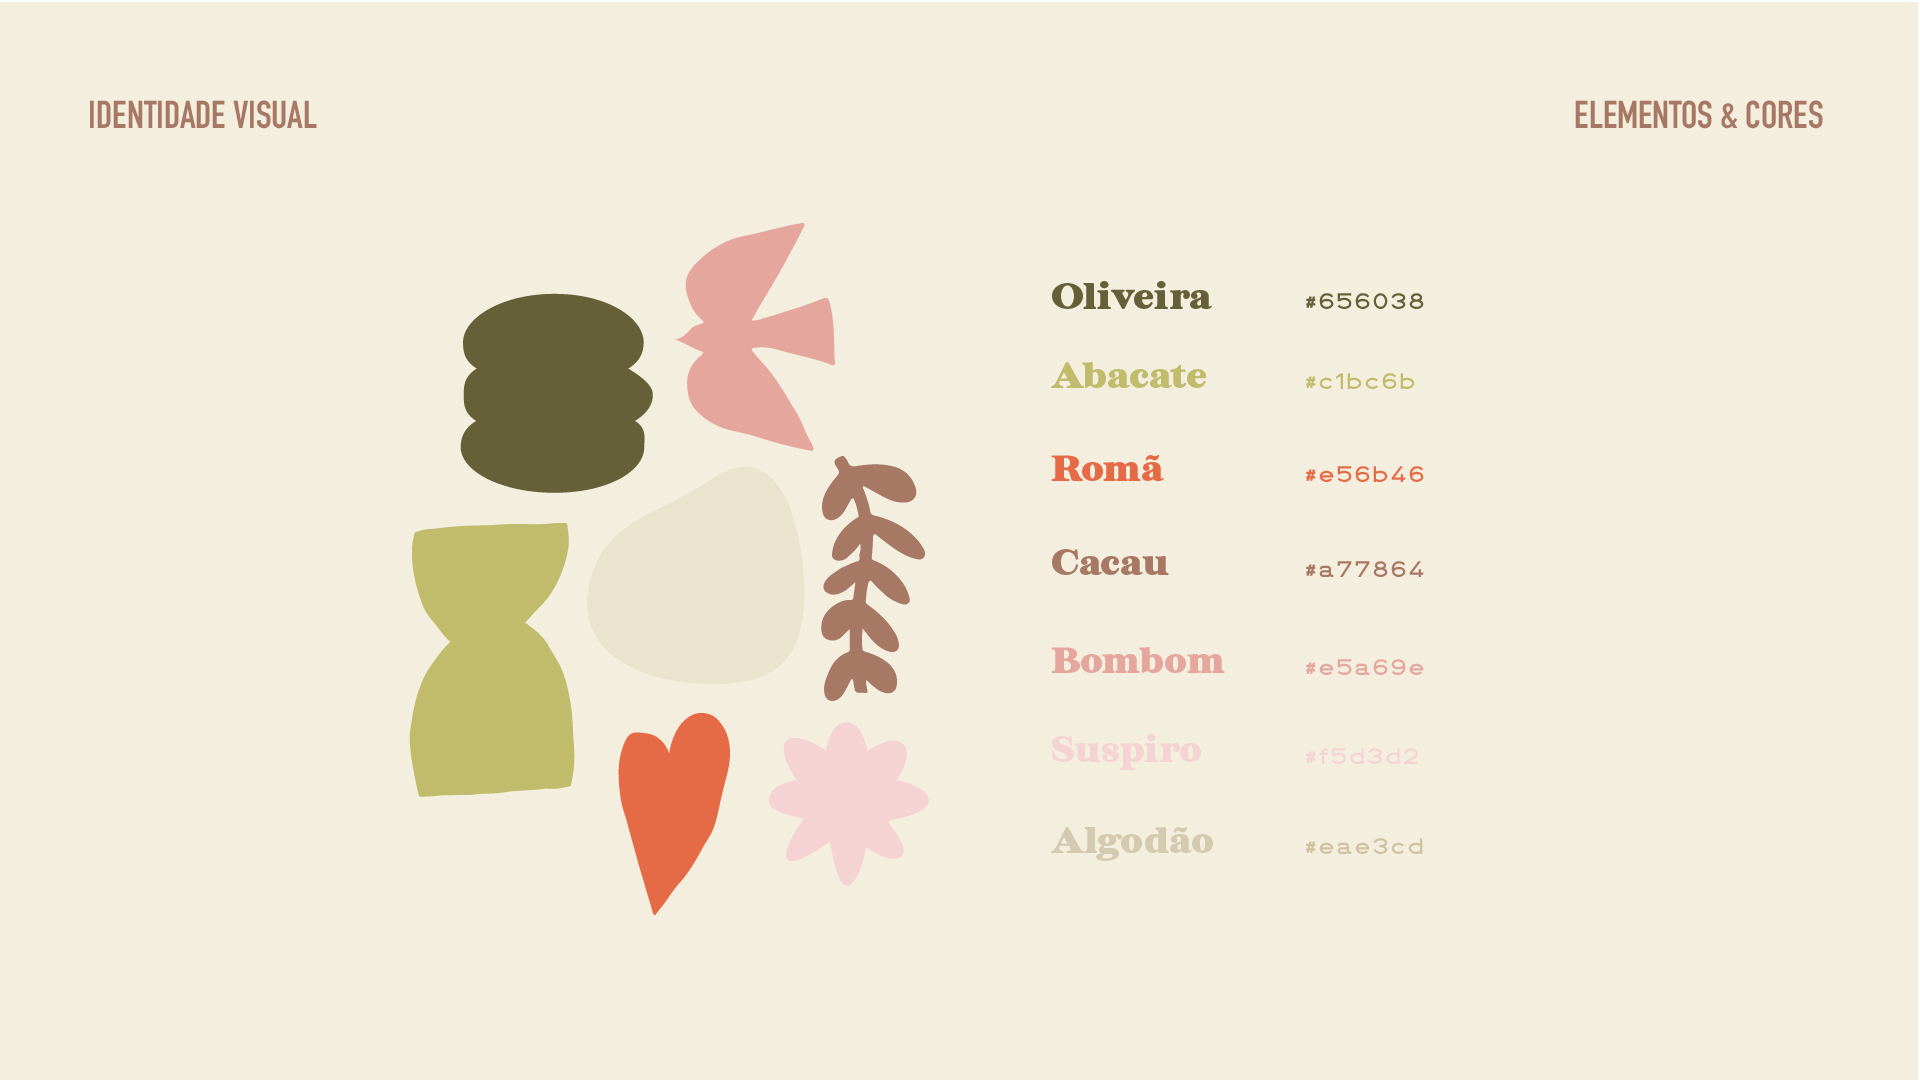 IDENTIDADE VISUAL
ELEMENTOS & CORES
Oliveira #656038
Abacate #c1bc6b
Romã #e56b46
Cacau #a77864
Bombom #e5a69e
Suspiro #f5d3d2
Algodão #eae3cd